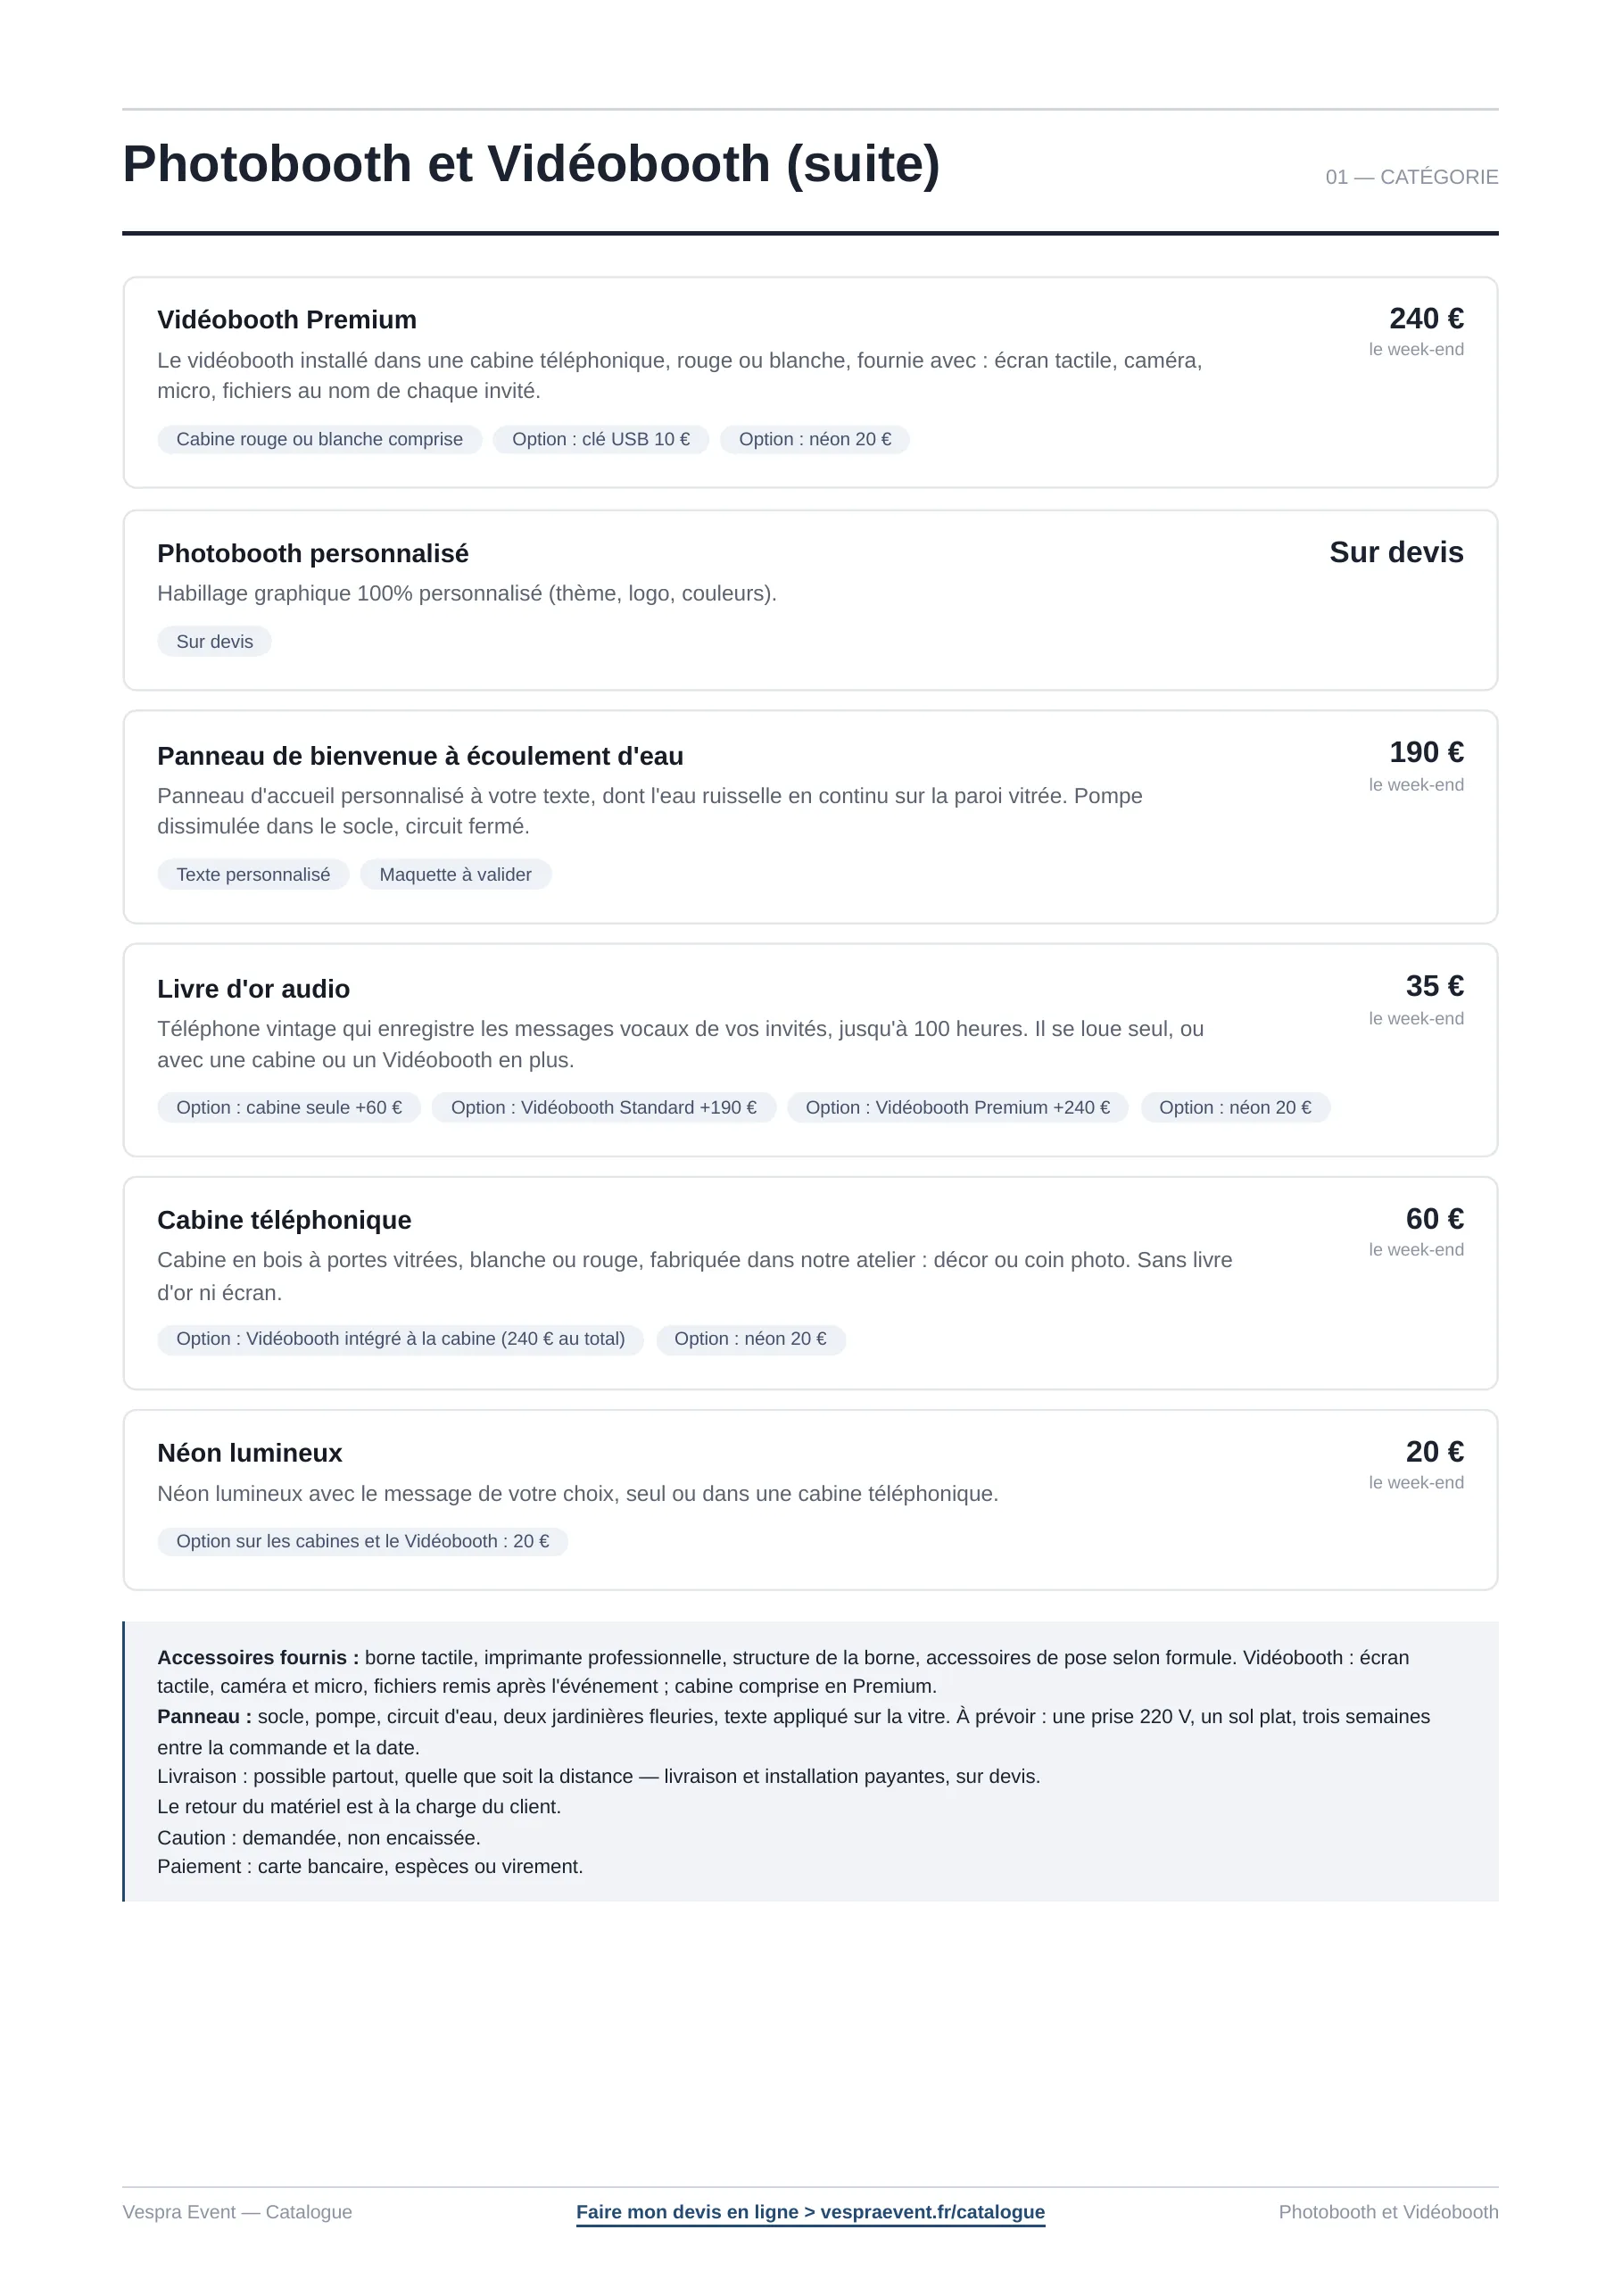 Photobooth et Vidéobooth (suite)
01 — CATÉGORIE
Vidéobooth Premium
240 €
le week-end
Le vidéobooth installé dans une cabine téléphonique, rouge ou blanche, fournie avec : écran tactile, caméra,
micro, fichiers au nom de chaque invité.
Cabine rouge ou blanche comprise
Option : clé USB 10 €
Option : néon 20 €
Photobooth personnalisé
Sur devis
Habillage graphique 100% personnalisé (thème, logo, couleurs).
Sur devis
Panneau de bienvenue à écoulement d'eau
190 €
le week-end
Panneau d'accueil personnalisé à votre texte, dont l'eau ruisselle en continu sur la paroi vitrée. Pompe
dissimulée dans le socle, circuit fermé.
Texte personnalisé
Maquette à valider
Livre d'or audio
35 €
le week-end
Téléphone vintage qui enregistre les messages vocaux de vos invités, jusqu'à 100 heures. Il se loue seul, ou
avec une cabine ou un Vidéobooth en plus.
Option : cabine seule +60 €
Option : Vidéobooth Standard +190 €
Option : Vidéobooth Premium +240 €
Option : néon 20 €
Cabine téléphonique
60 €
le week-end
Cabine en bois à portes vitrées, blanche ou rouge, fabriquée dans notre atelier : décor ou coin photo. Sans livre
d'or ni écran.
Option : Vidéobooth intégré à la cabine (240 € au total)
Option : néon 20 €
Néon lumineux
20 €
le week-end
Néon lumineux avec le message de votre choix, seul ou dans une cabine téléphonique.
Option sur les cabines et le Vidéobooth : 20 €
Accessoires fournis : borne tactile, imprimante professionnelle, structure de la borne, accessoires de pose selon formule. Vidéobooth : écran
tactile, caméra et micro, fichiers remis après l'événement ; cabine comprise en Premium.
Panneau : socle, pompe, circuit d'eau, deux jardinières fleuries, texte appliqué sur la vitre. À prévoir : une prise 220 V, un sol plat, trois semaines
entre la commande et la date.
Livraison : possible partout, quelle que soit la distance — livraison et installation payantes, sur devis.
Le retour du matériel est à la charge du client.
Caution : demandée, non encaissée.
Paiement : carte bancaire, espèces ou virement.
Vespra Event — Catalogue
Faire mon devis en ligne > vespraevent.fr/catalogue
Photobooth et Vidéobooth